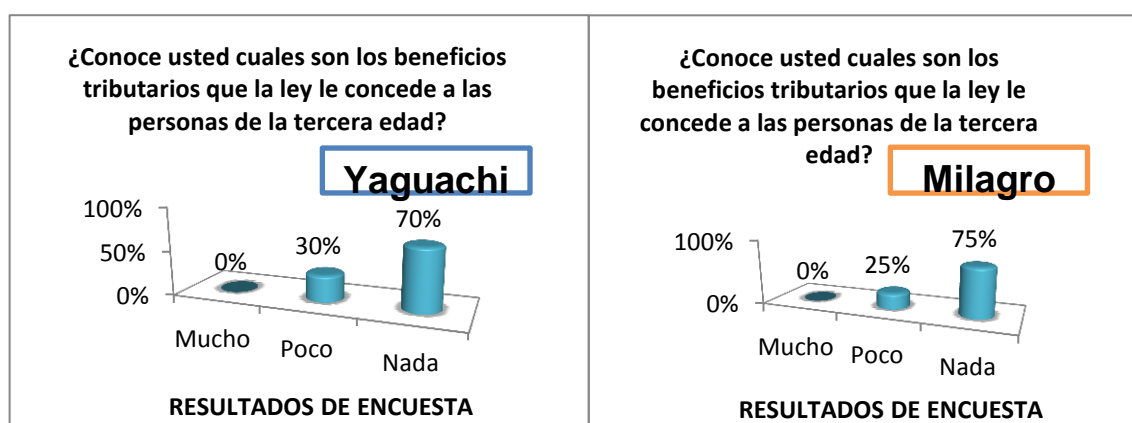 ¿Conoce usted cuales son los beneficios
tributarios que la ley le concede a las
personas de la tercera edad?
Yaguachi
100%
50%
0%
0%
30%
70%
Mucho
Poco
Nada
RESULTADOS DE ENCUESTA
¿Conoce usted cuales son los
beneficios tributarios que la ley le
concede a las personas de la tercera
edad?
Milagro
100%
0%
0%
25%
75%
Mucho
Poco
Nada
RESULTADOS DE ENCUESTA